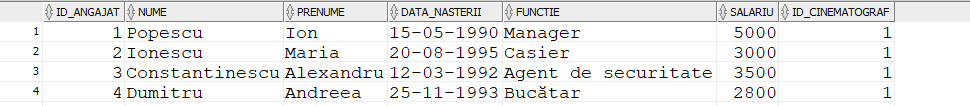 ID_ANGAJAT NUME PRENUME DATA_NASTERII FUNCTIE SALARIU ID_CINEMATOGRAF
1 1 Popescu Ion 15-05-1990 Manager 5000 1
2 2 Ionescu Maria 20-08-1995 Casier 3000 1
3 3 Constantinescu Alexandru 12-03-1992 Agent de securitate 3500 1
4 4 Dumitru Andreea 25-11-1993 Bucătar 2800 1